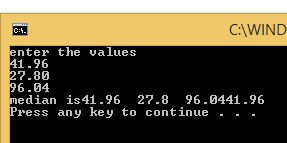 C:\WIND
enter the values
41.96
27.80
96.04
median is41.96  27.8  96.0441.96
Press any key to continue . . .